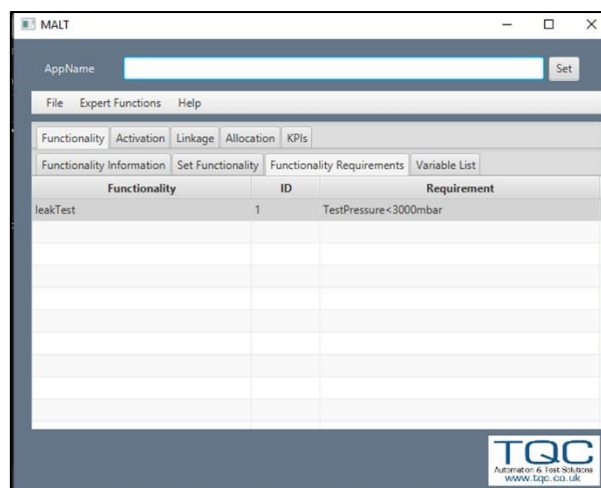 MALT
AppName Set
File Expert Functions Help
Functionality Activation Linkage Allocation KPIs
Functionality Information Set Functionality Functionality Requirements Variable List
Functionality ID Requirement
leakTest 1 TestPressure<3000mbar
TQC
Automation & Test Solutions
www.tqc.co.uk